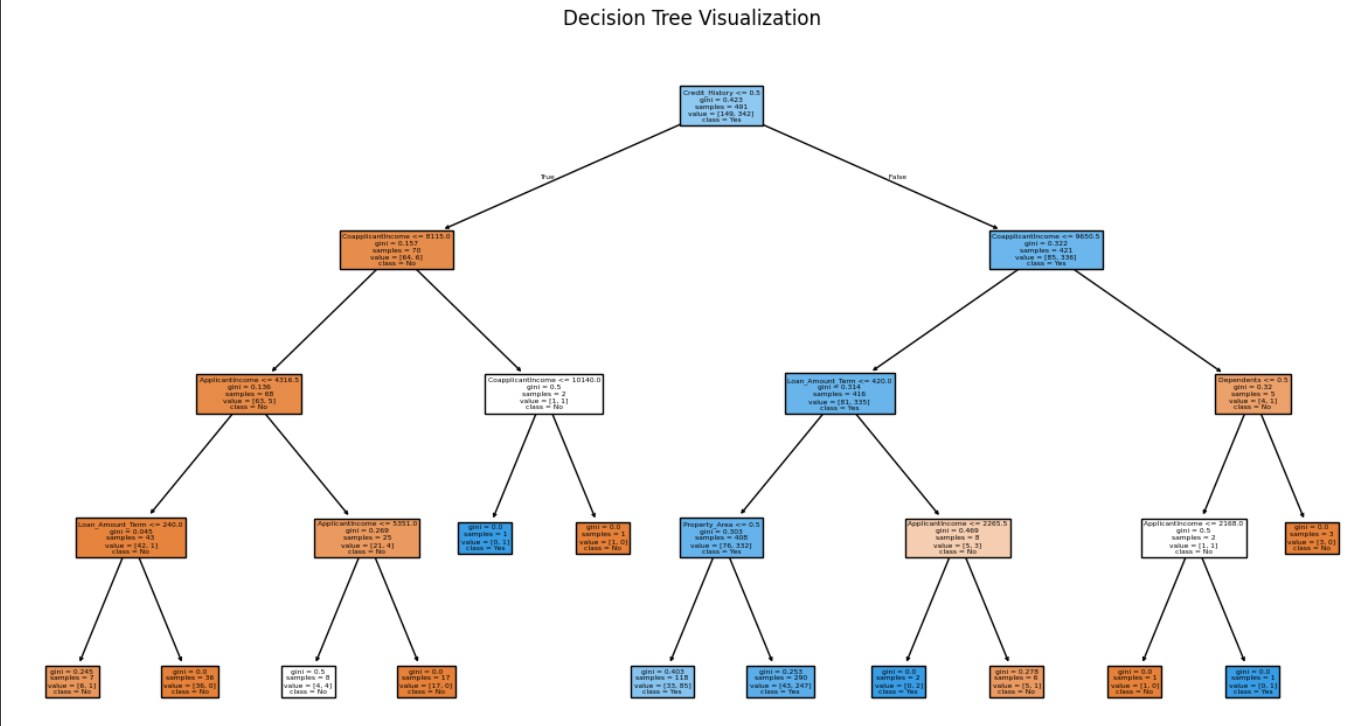 Decision Tree Visualization
Credit_History <= 0.5
gini = 0.423
samples = 491
value = [149, 342]
class = Yes
True
False
CoapplicantIncome <= 8115.0
gini = 0.157
samples = 70
value = [64, 6]
class = No
CoapplicantIncome <= 9650.5
gini = 0.322
samples = 421
value = [85, 336]
class = Yes
ApplicantIncome <= 4316.5
gini = 0.136
samples = 68
value = [63, 5]
class = No
CoapplicantIncome <= 10140.0
gini = 0.5
samples = 2
value = [1, 1]
class = No
Loan_Amount_Term <= 420.0
gini = 0.314
samples = 416
value = [81, 335]
class = Yes
Dependents <= 0.5
gini = 0.32
samples = 5
value = [4, 1]
class = No
Loan_Amount_Term <= 240.0
gini = 0.045
samples = 43
value = [42, 1]
class = No
ApplicantIncome <= 5351.0
gini = 0.269
samples = 25
value = [21, 4]
class = No
gini = 0.0
samples = 1
value = [0, 1]
class = Yes
gini = 0.0
samples = 1
value = [1, 0]
class = No
Property_Area <= 0.5
gini = 0.303
samples = 408
value = [76, 332]
class = Yes
ApplicantIncome <= 2265.5
gini = 0.469
samples = 8
value = [5, 3]
class = No
ApplicantIncome <= 2168.0
gini = 0.5
samples = 2
value = [1, 1]
class = No
gini = 0.0
samples = 3
value = [3, 0]
class = No
gini = 0.245
samples = 7
value = [6, 1]
class = No
gini = 0.0
samples = 36
value = [36, 0]
class = No
gini = 0.5
samples = 8
value = [4, 4]
class = No
gini = 0.0
samples = 17
value = [17, 0]
class = No
gini = 0.403
samples = 118
value = [33, 85]
class = Yes
gini = 0.253
samples = 290
value = [43, 247]
class = Yes
gini = 0.0
samples = 2
value = [0, 2]
class = Yes
gini = 0.278
samples = 6
value = [5, 1]
class = No
gini = 0.0
samples = 1
value = [1, 0]
class = No
gini = 0.0
samples = 1
value = [0, 1]
class = Yes